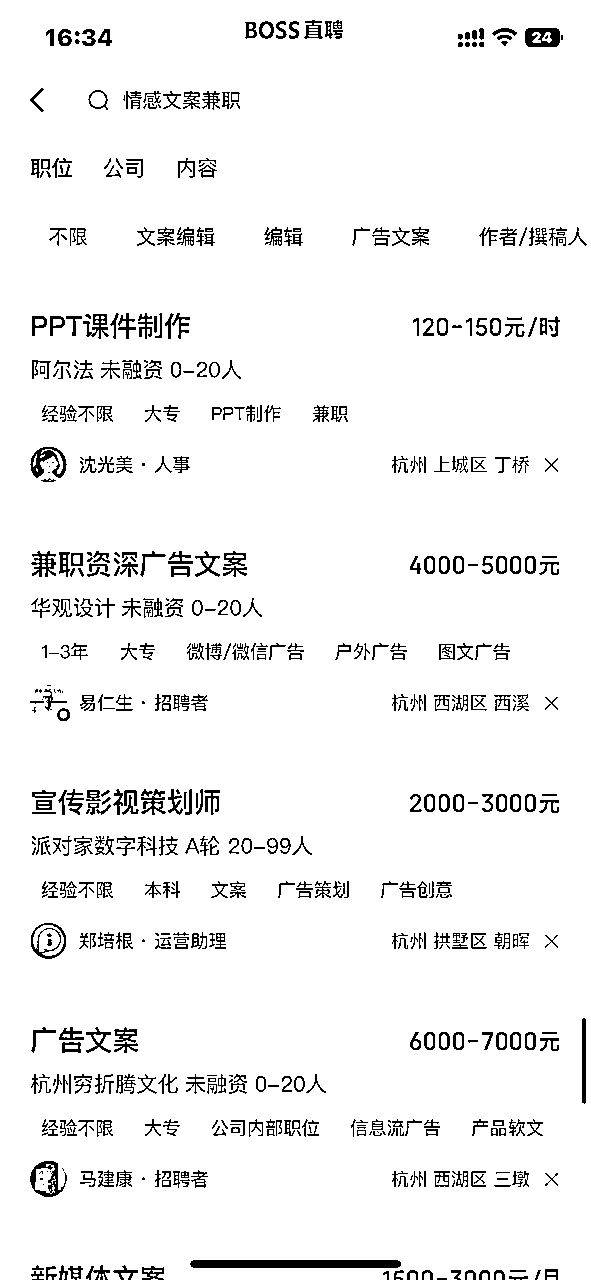 16:34 BOSS直聘 24
情感文案兼职
职位 公司 内容
不限 文案编辑 编辑 广告文案 作者/撰稿人
PPT课件制作 120-150元/时
阿尔法 未融资 0-20人
经验不限 大专 PPT制作 兼职
沈光美·人事 杭州 上城区 丁桥
兼职资深广告文案 4000-5000元
华观设计 未融资 0-20人
1-3年 大专 微博/微信广告 户外广告 图文广告
易仁生·招聘者 杭州 西湖区 西溪
宣传影视策划师 2000-3000元
派对家数字科技 A轮 20-99人
经验不限 本科 文案 广告策划 广告创意
郑培根·运营助理 杭州 拱墅区 朝晖
广告文案 6000-7000元
杭州穷折腾文化 未融资 0-20人
经验不限 大专 公司内部职位 信息流广告 产品软文
马建康·招聘者 杭州 西湖区 三墩
新媒体文案 1500-3000元/月